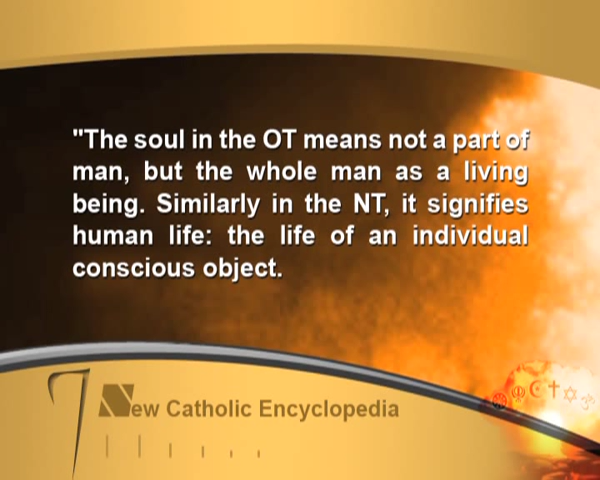 "The soul in the OT means not a part of
man, but the whole man as a living
being. Similarly in the NT, it signifies
human life: the life of an individual
conscious object.
New Catholic Encyclopedia